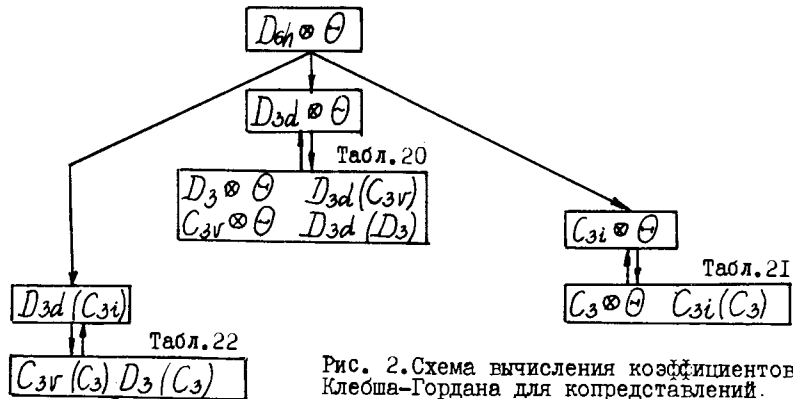 D6h ⊗ Θ
D3d ⊗ Θ
Табл.20
D3 ⊗ Θ D3d(C3v)
C3v ⊗ Θ D3d(D3)
C3i ⊗ Θ
Табл.21
C3 ⊗ Θ C3i(C3)
D3d(C3i)
Табл.22
C3v(C3) D3(C3)
Рис. 2.Схема вычисления коэффициентов
Клебша-Гордана для копредставлений.